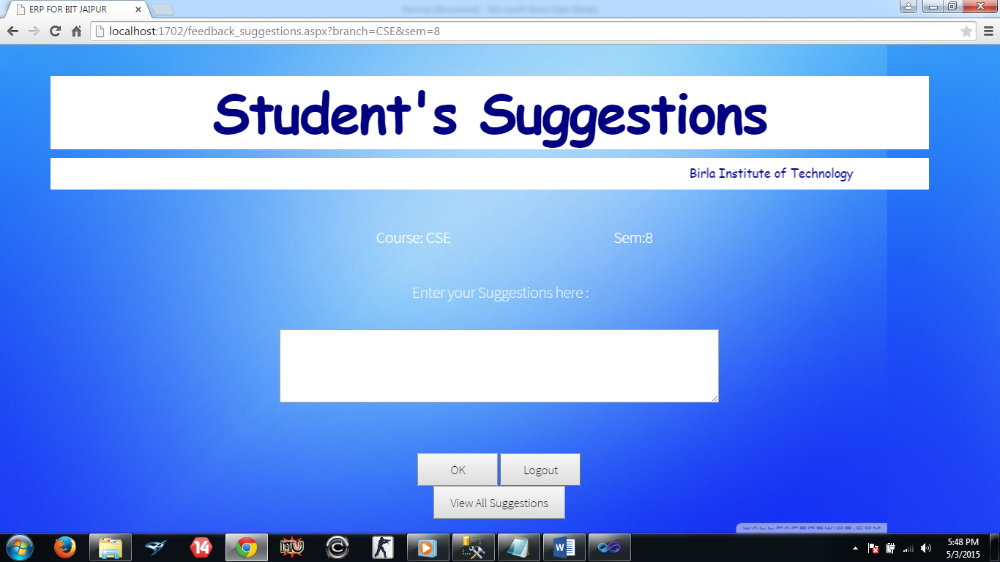 ERP FOR BIT JAIPUR
localhost:1702/feedback_suggestions.aspx?branch=CSE&sem=8
Student's Suggestions
Birla Institute of Technology
Course: CSE
Sem:8
Enter your Suggestions here :
OK
Logout
View All Suggestions
WALLPAPERSWIDE.COM
14
MU
5:48 PM
5/3/2015